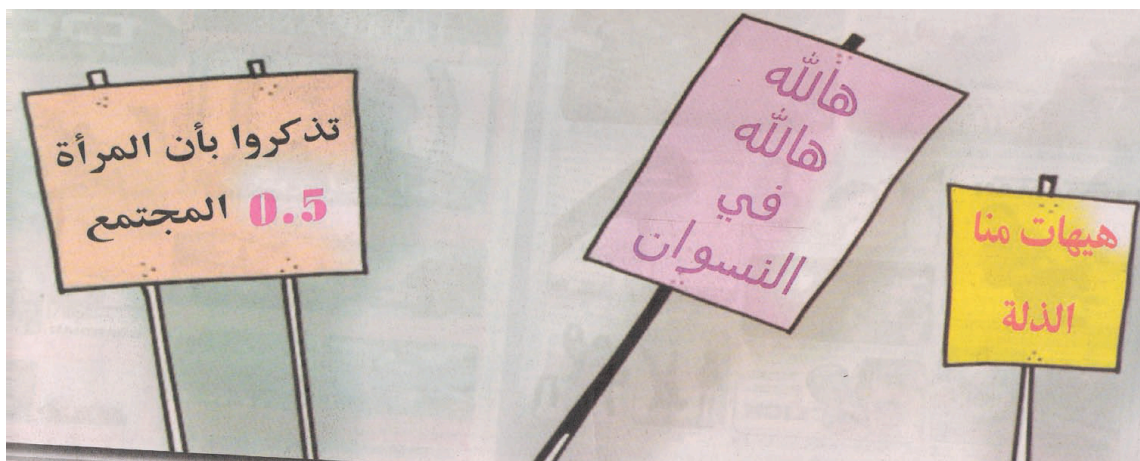 هيهات منا
الذلة
هالله
هالله
في
النسوان
تذكروا بأن المرأة
0.5 المجتمع